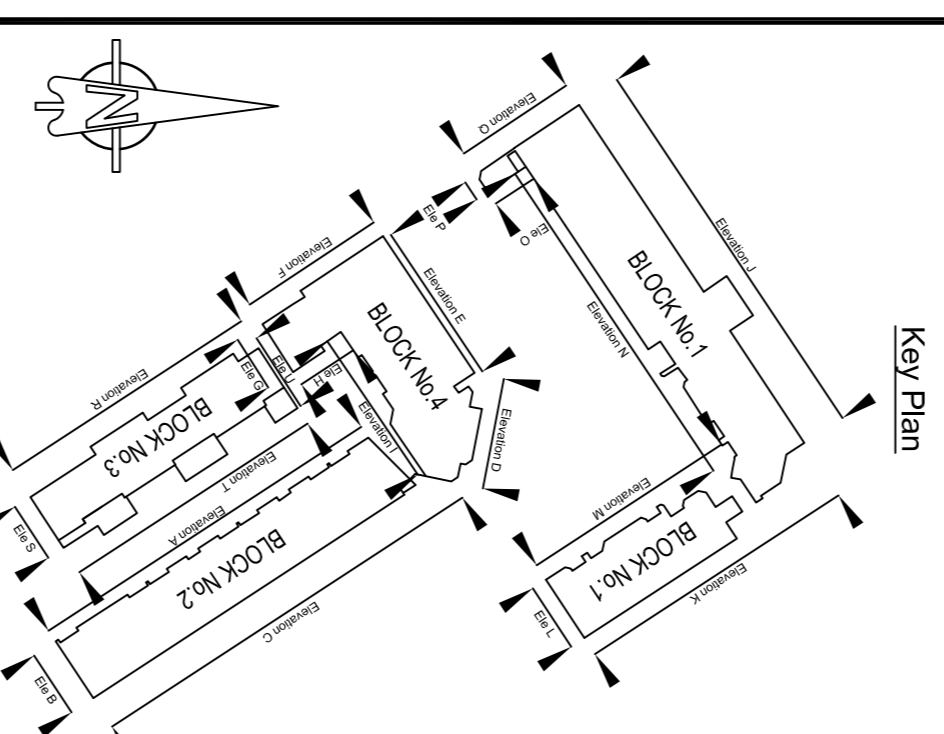 Key Plan
N
Elevation Q
Elevation J
Ele P
Ele O
BLOCK No.1
Elevation N
Elevation F
Elevation E
BLOCK No.4
Elevation D
Elevation R
Ele G
Ele U
Ele H
Elevation I
BLOCK No.3
Elevation T
Elevation A
Elevation M
BLOCK No.1
Elevation K
Ele L
Ele S
BLOCK No.2
Elevation C
Ele B